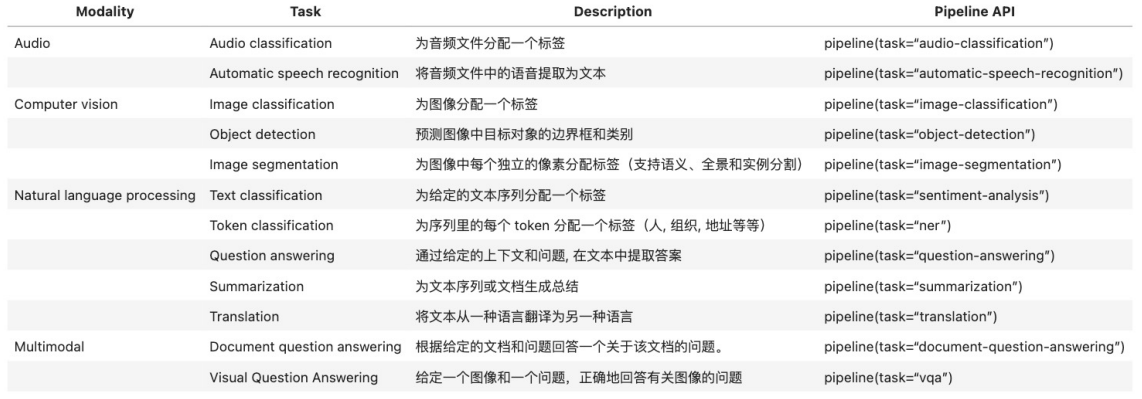 Modality Task Description Pipeline API
Audio Audio classification 为音频文件分配一个标签 pipeline(task=“audio-classification”)
Automatic speech recognition 将音频文件中的语音提取为文本 pipeline(task=“automatic-speech-recognition”)
Computer vision Image classification 为图像分配一个标签 pipeline(task=“image-classification”)
Object detection 预测图像中目标对象的边界框和类别 pipeline(task=“object-detection”)
Image segmentation 为图像中每个独立的像素分配标签（支持语义、全景和实例分割） pipeline(task=“image-segmentation”)
Natural language processing Text classification 为给定的文本序列分配一个标签 pipeline(task=“sentiment-analysis”)
Token classification 为序列里的每个 token 分配一个标签（人, 组织, 地址等等） pipeline(task=“ner”)
Question answering 通过给定的上下文和问题, 在文本中提取答案 pipeline(task=“question-answering”)
Summarization 为文本序列或文档生成总结 pipeline(task=“summarization”)
Translation 将文本从一种语言翻译为另一种语言 pipeline(task=“translation”)
Multimodal Document question answering 根据给定的文档和问题回答一个关于该文档的问题。 pipeline(task=“document-question-answering”)
Visual Question Answering 给定一个图像和一个问题，正确地回答有关图像的问题 pipeline(task=“vqa”)